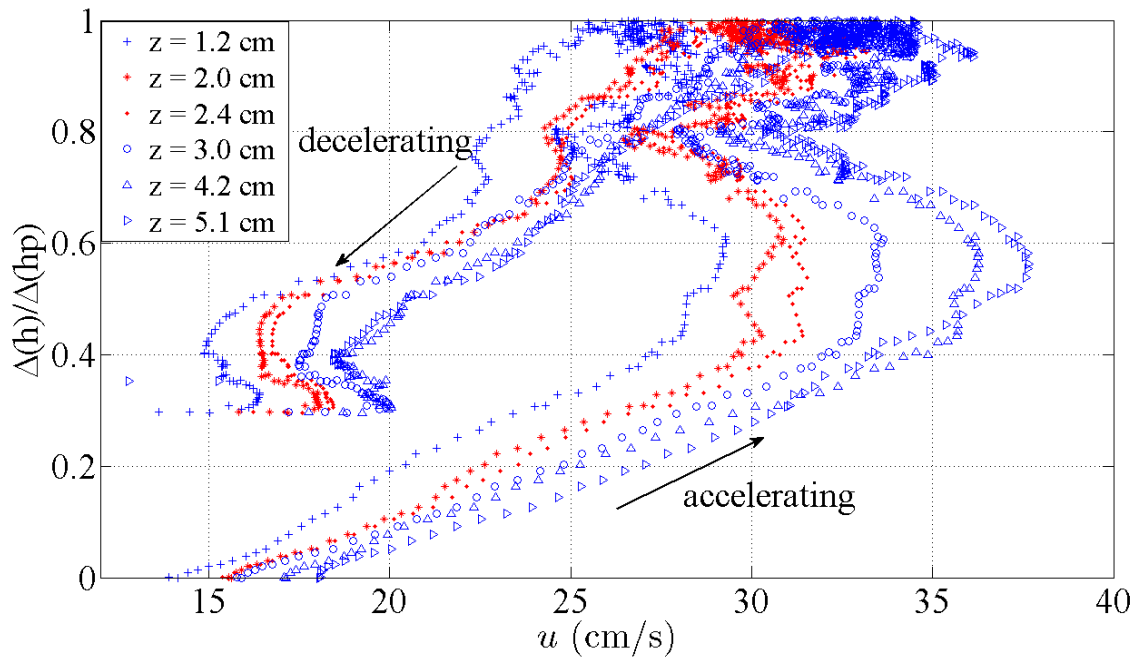 z = 1.2 cm
z = 2.0 cm
z = 2.4 cm
z = 3.0 cm
z = 4.2 cm
z = 5.1 cm
decelerating
accelerating
Δ(h)/Δ(hp)
1
0.8
0.6
0.4
0.2
0
15 20 25 30 35 40
u (cm/s)